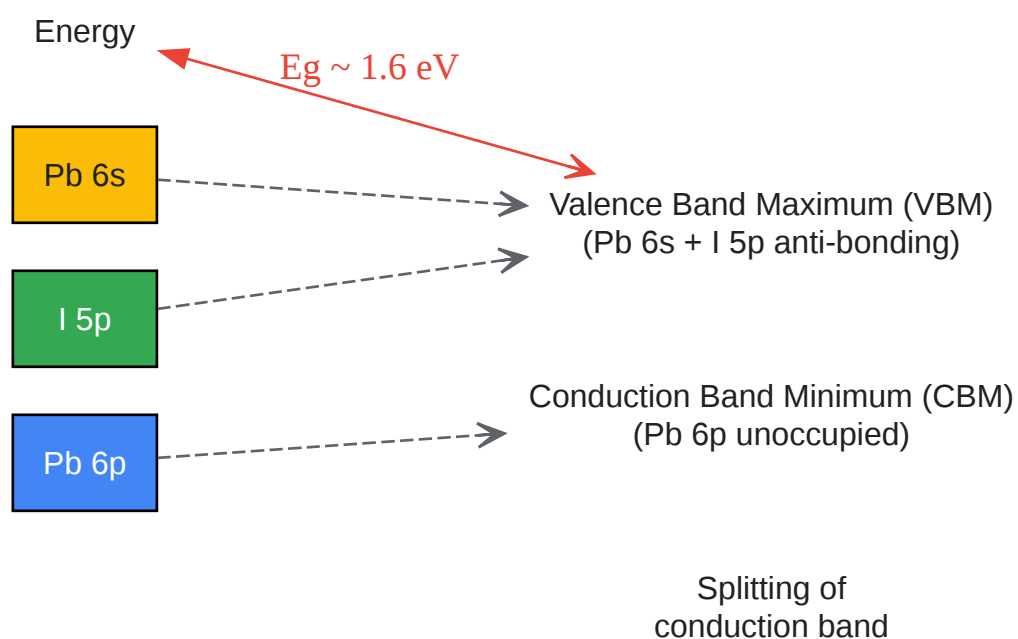 Energy
Eg ~ 1.6 eV
Pb 6s
Valence Band Maximum (VBM)
(Pb 6s + I 5p anti-bonding)
I 5p
Conduction Band Minimum (CBM)
(Pb 6p unoccupied)
Pb 6p
Splitting of
conduction band